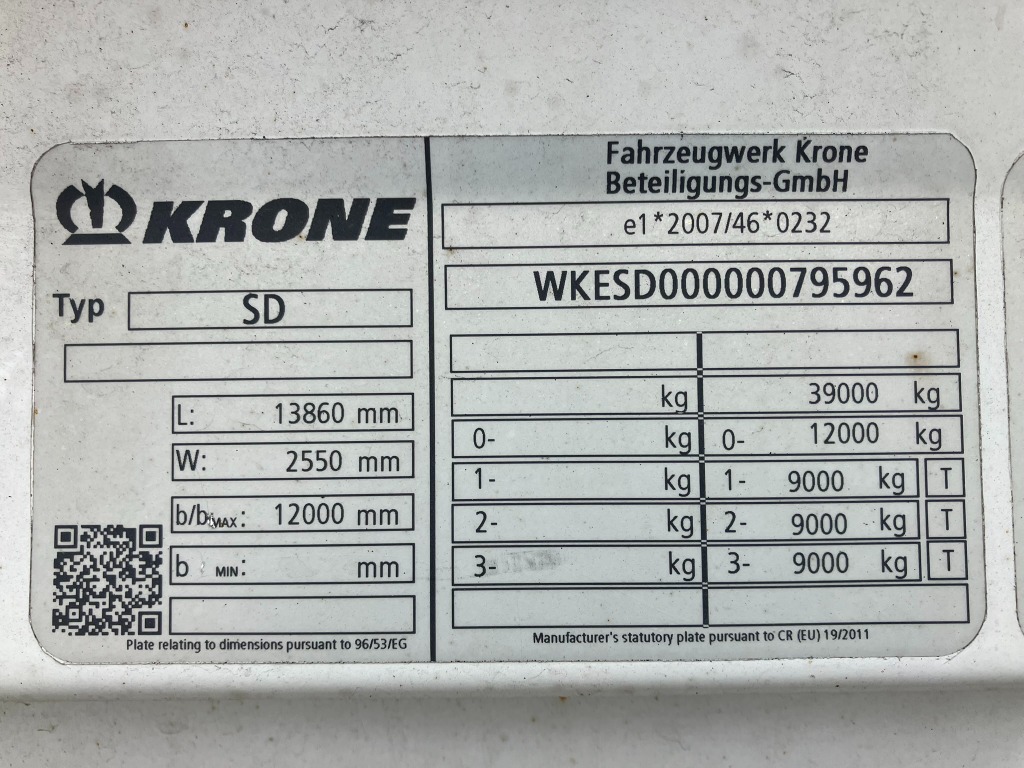 KRONE
Typ SD
L: 13860 mm
W: 2550 mm
b/bMAX: 12000 mm
b MIN: mm
Plate relating to dimensions pursuant to 96/53/EG
Fahrzeugwerk Krone
Beteiligungs-GmbH
e1*2007/46*0232
WKESD000000795962
kg 39000 kg
0- kg 0- 12000 kg
1- kg 1- 9000 kg T
2- kg 2- 9000 kg T
3- kg 3- 9000 kg T
Manufacturer's statutory plate pursuant to CR (EU) 19/2011